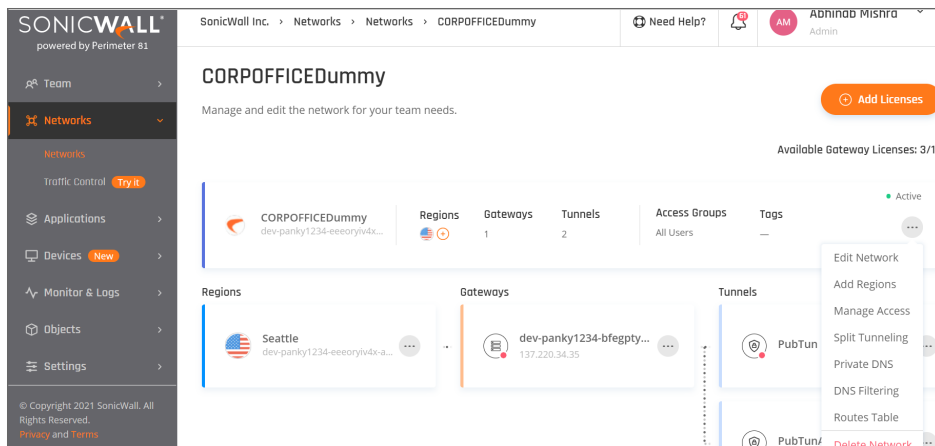 SONICWALL
powered by Perimeter 81
SonicWall Inc. > Networks > Networks > CORPOFFICEDummy
Need Help?
61
AM
Abhinab Mishra
Admin
Team
Networks
Networks
Traffic Control Try it
Applications
Devices New
Monitor & Logs
Objects
Settings
© Copyright 2021 SonicWall. All
Rights Reserved.
Privacy and Terms
CORPOFFICEDummy
Manage and edit the network for your team needs.
Add Licenses
Available Gateway Licenses: 3/1
Active
CORPOFFICEDummy
dev-panky1234-eeeoryiv4x...
Regions
Gateways
1
Tunnels
2
Access Groups
All Users
Tags
—
Edit Network
Add Regions
Manage Access
Split Tunneling
Private DNS
DNS Filtering
Routes Table
Delete Network
Regions
Gateways
Tunnels
Seattle
dev-panky1234-eeeoryiv4x-a...
dev-panky1234-bfegpty...
137.220.34.35
PubTun
PubTunA